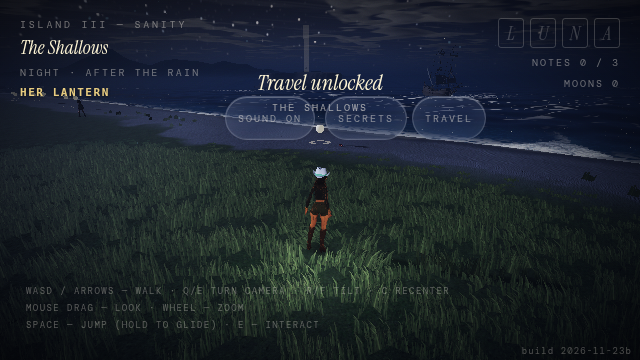 ISLAND III — SANITY
The Shallows
NIGHT · AFTER THE RAIN
HER LANTERN
LUNA
NOTES 0 / 3
MOONS 0
Travel unlocked
THE SHALLOWS
SOUND ON
SECRETS
TRAVEL
WASD / ARROWS — WALK · Q/E TURN CAMERA · R/F TILT · C RECENTER
MOUSE DRAG — LOOK · WHEEL — ZOOM
SPACE — JUMP (HOLD TO GLIDE) · E — INTERACT
build 2026-11-23b